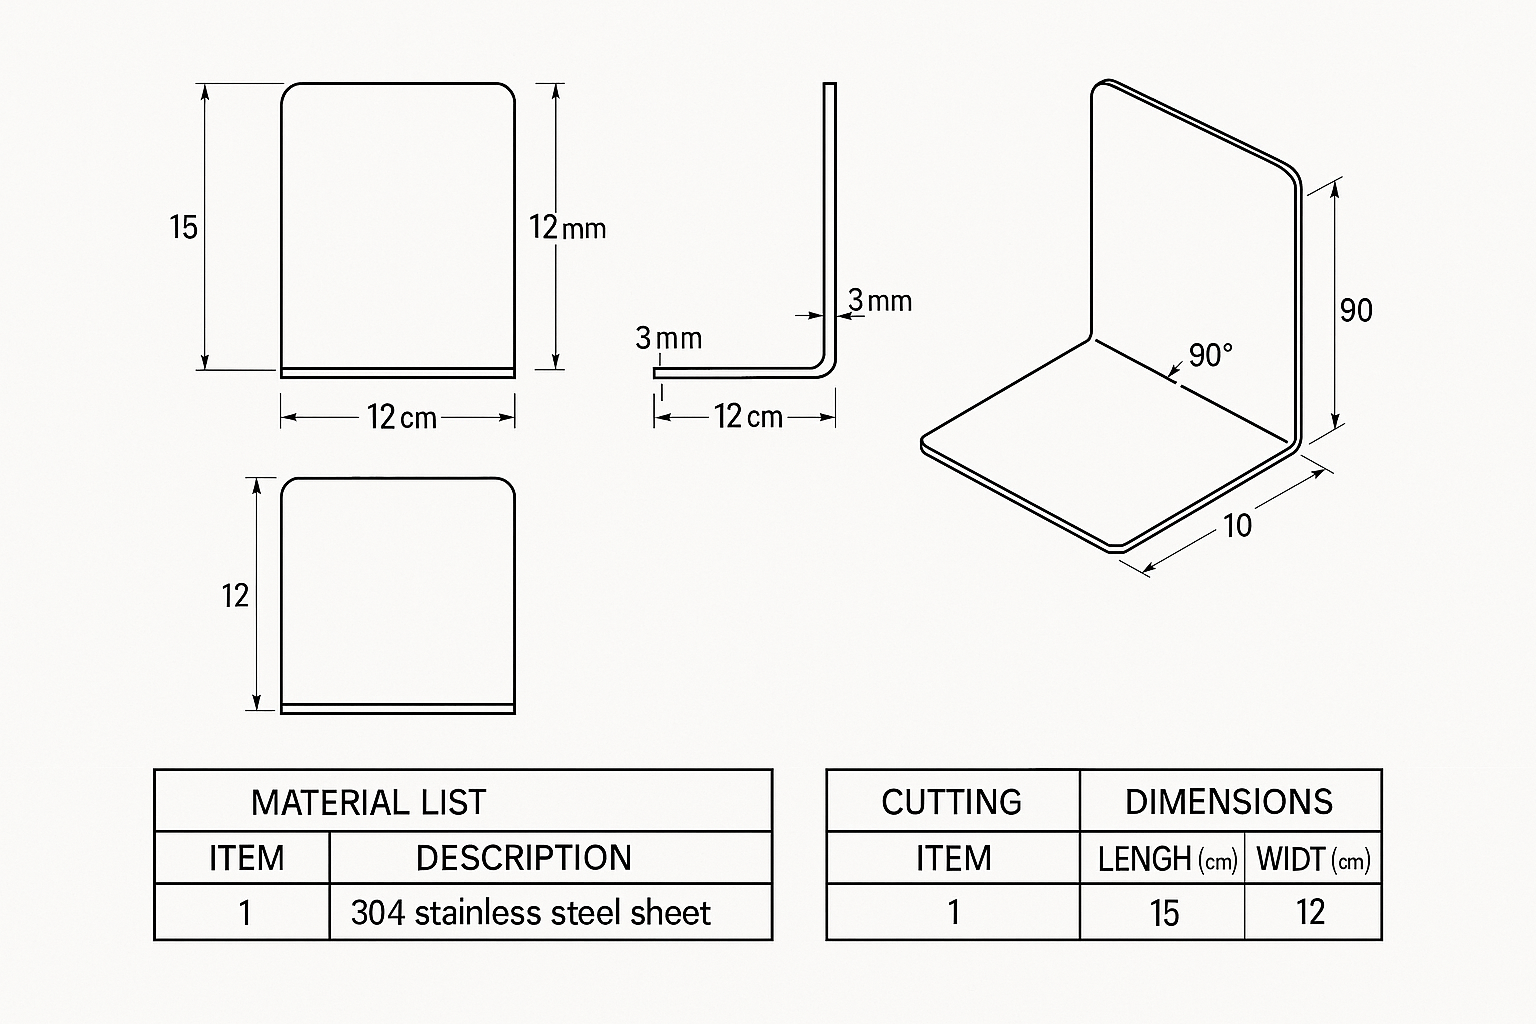 15
12 mm
12 cm
3 mm
3 mm
12 cm
90
90°
10
12
MATERIAL LIST
ITEM DESCRIPTION
1 304 stainless steel sheet
CUTTING DIMENSIONS
ITEM LENGH (cm) WIDT (cm)
1 15 12